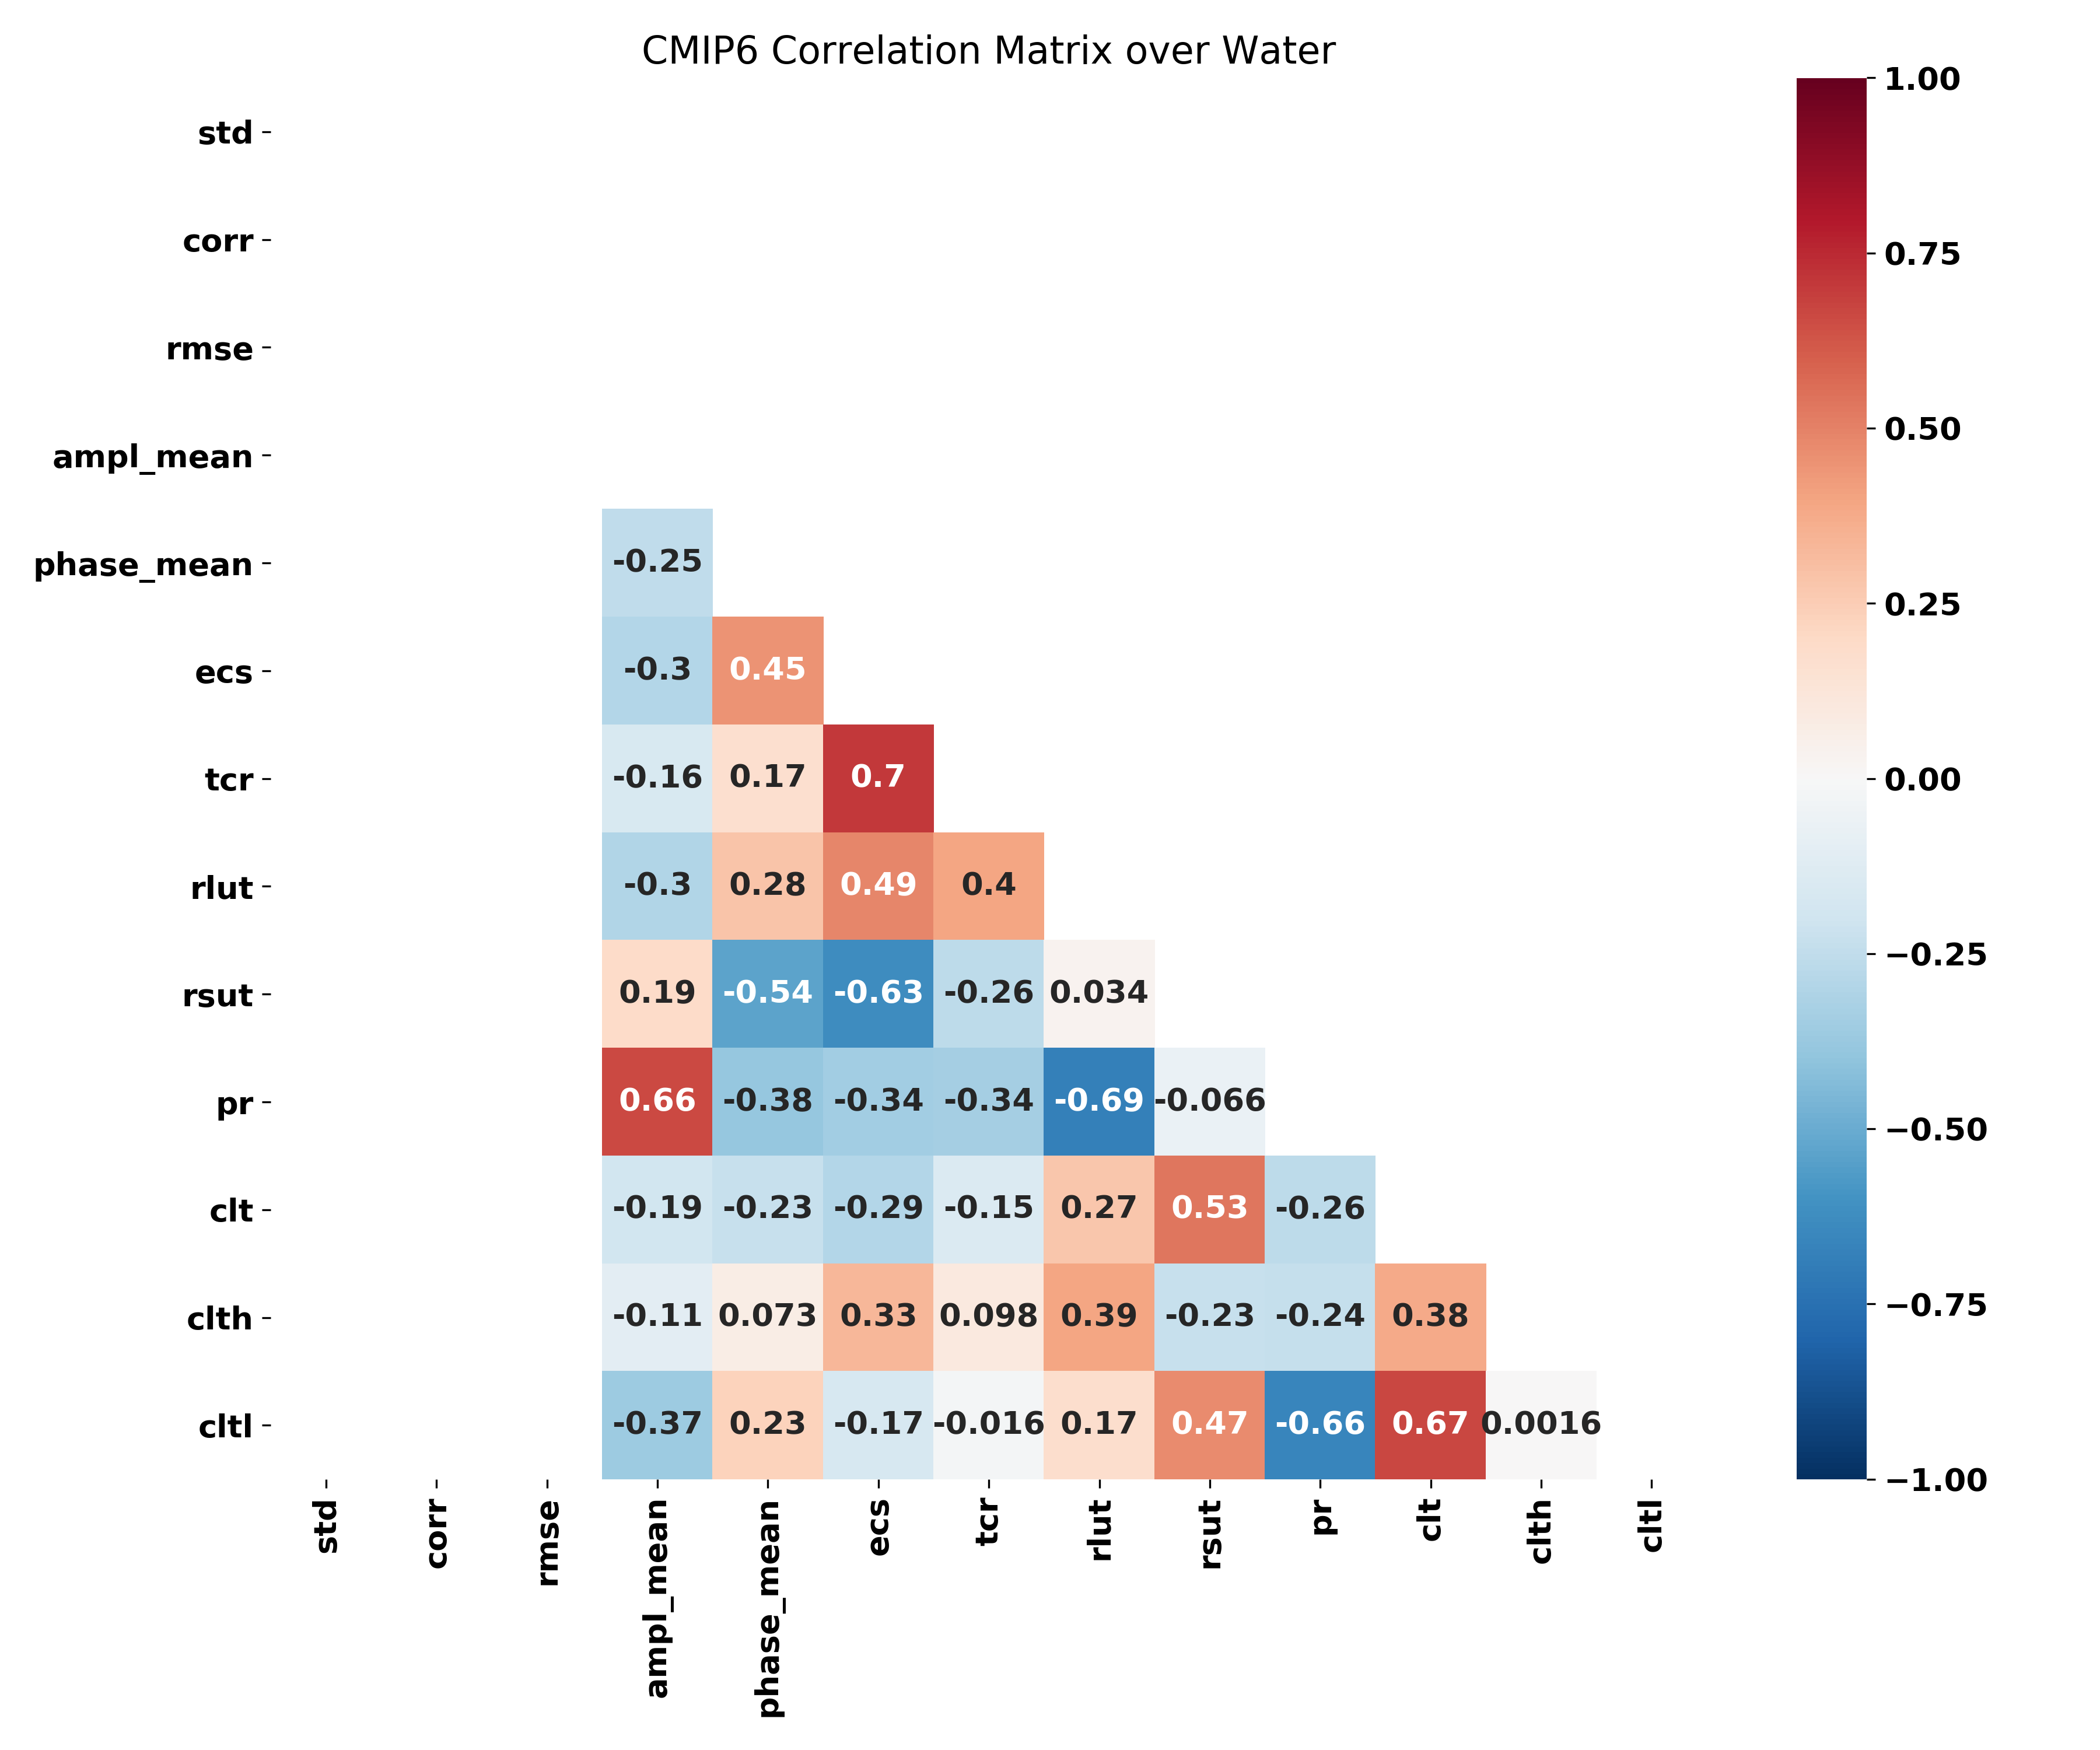 CMIP6 Correlation Matrix over Water
std
corr
rmse
ampl_mean
phase_mean -0.25
ecs -0.3 0.45
tcr -0.16 0.17 0.7
rlut -0.3 0.28 0.49 0.4
rsut 0.19 -0.54 -0.63 -0.26 0.034
pr 0.66 -0.38 -0.34 -0.34 -0.69 -0.066
clt -0.19 -0.23 -0.29 -0.15 0.27 0.53 -0.26
clth -0.11 0.073 0.33 0.098 0.39 -0.23 -0.24 0.38
cltl -0.37 0.23 -0.17 -0.016 0.17 0.47 -0.66 0.67 0.0016
std corr rmse ampl_mean phase_mean ecs tcr rlut rsut pr clt clth cltl
1.00
0.75
0.50
0.25
0.00
−0.25
−0.50
−0.75
−1.00